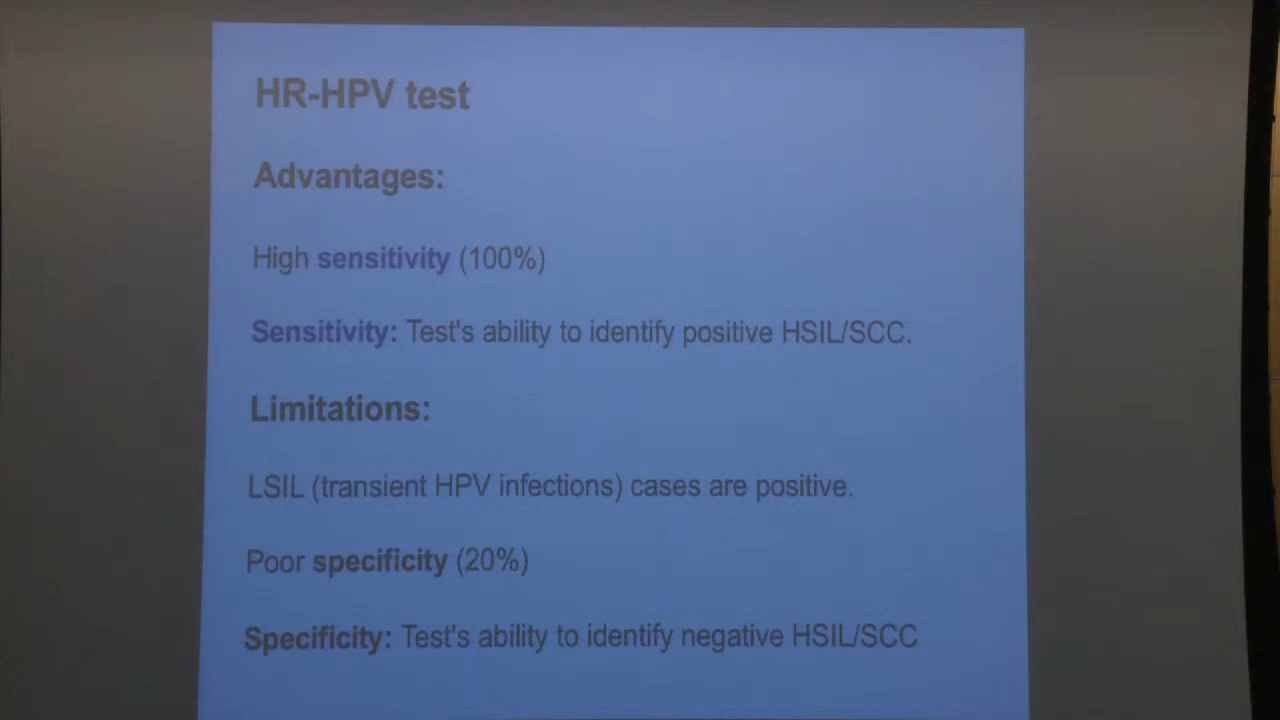 HR-HPV test
Advantages:
High sensitivity (100%)
Sensitivity: Test's ability to identify positive HSIL/SCC.
Limitations:
LSIL (transient HPV infections) cases are positive.
Poor specificity (20%)
Specificity: Test's ability to identify negative HSIL/SCC